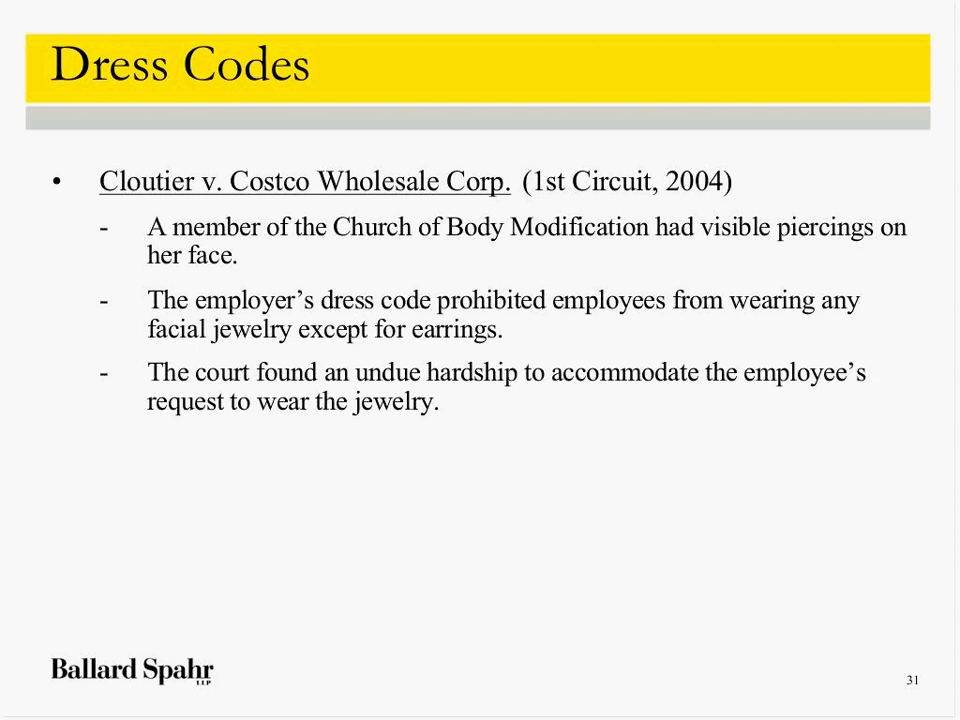 Dress Codes
• Cloutier v. Costco Wholesale Corp. (1st Circuit, 2004)
- A member of the Church of Body Modification had visible piercings on
her face.
- The employer’s dress code prohibited employees from wearing any
facial jewelry except for earrings.
- The court found an undue hardship to accommodate the employee’s
request to wear the jewelry.
Ballard Spahr
LLP
31